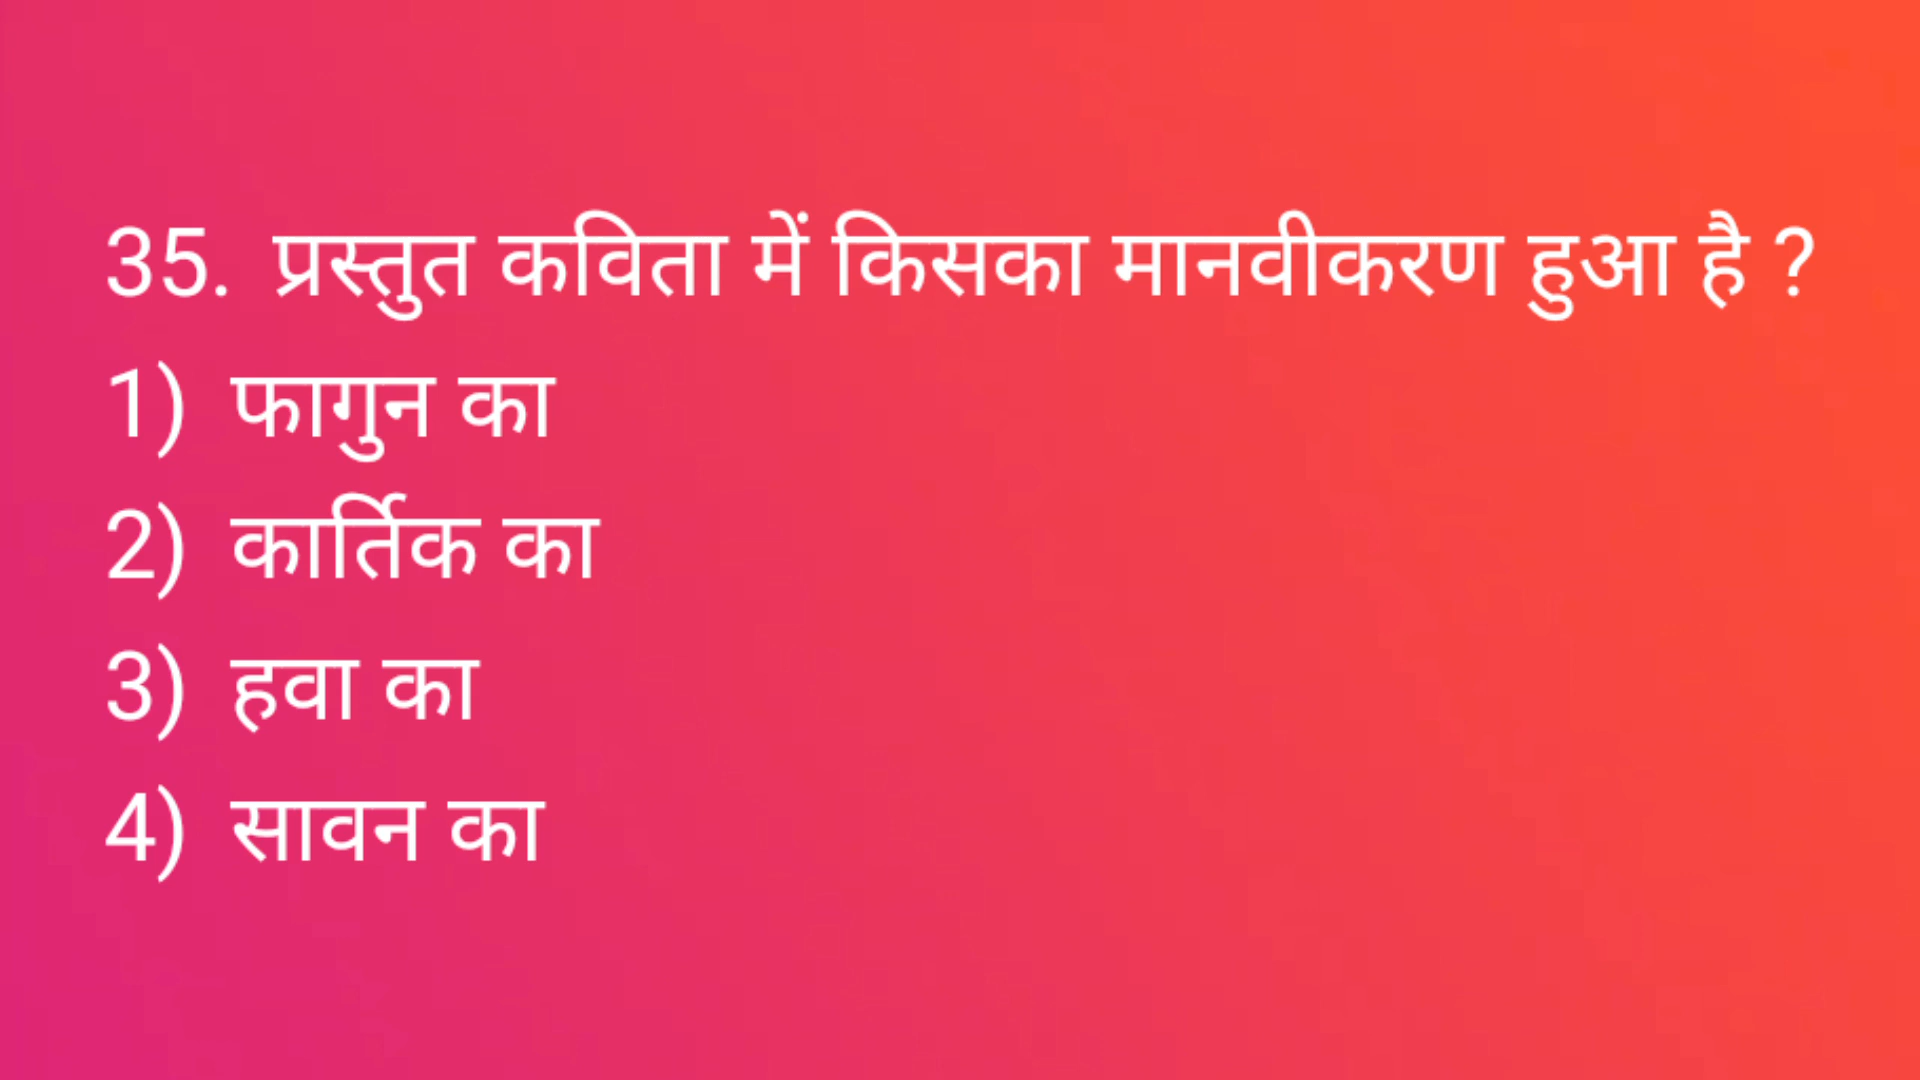 35. प्रस्तुत कविता में किसका मानवीकरण हुआ है ?
1) फागुन का
2) कार्तिक का
3) हवा का
4) सावन का